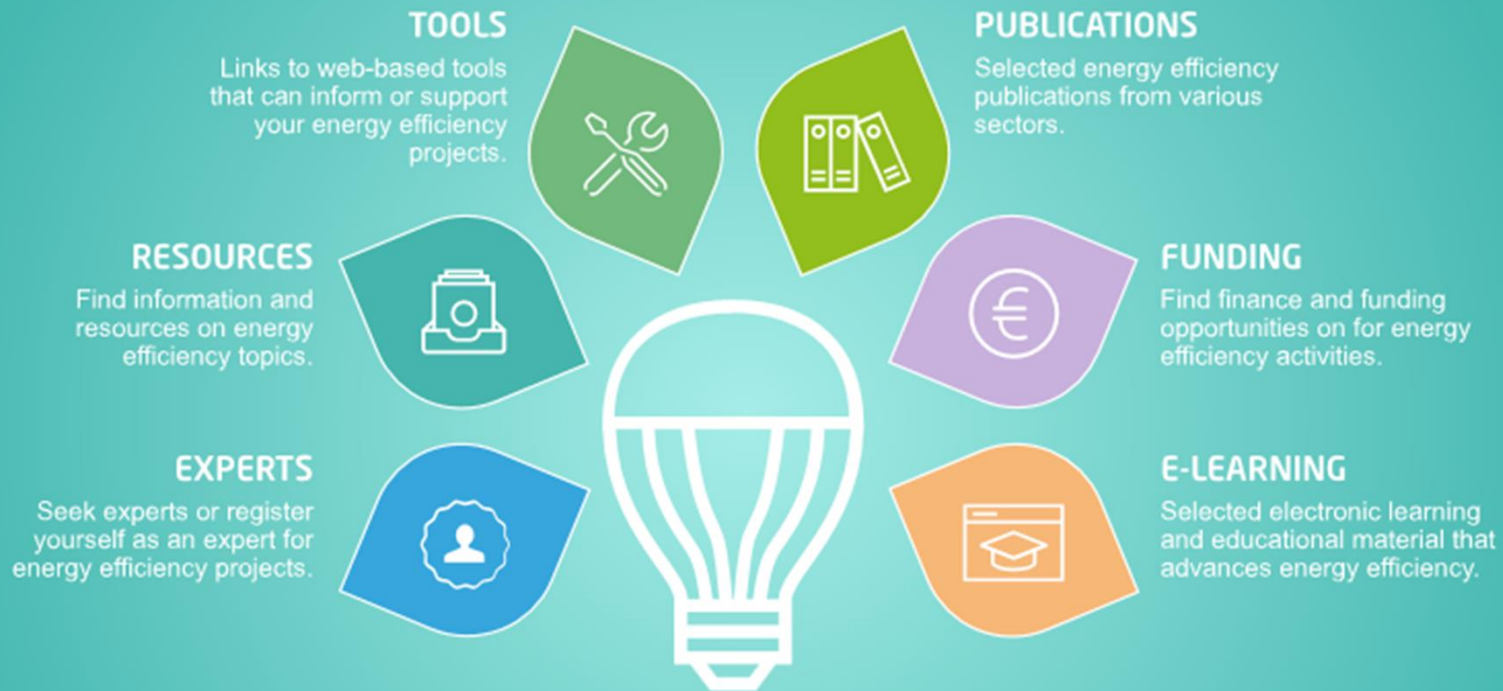 TOOLS
Links to web-based tools
that can inform or support
your energy efficiency
projects.
PUBLICATIONS
Selected energy efficiency
publications from various
sectors.
RESOURCES
Find information and
resources on energy
efficiency topics.
FUNDING
Find finance and funding
opportunities on for energy
efficiency activities.
EXPERTS
Seek experts or register
yourself as an expert for
energy efficiency projects.
E-LEARNING
Selected electronic learning
and educational material that
advances energy efficiency.